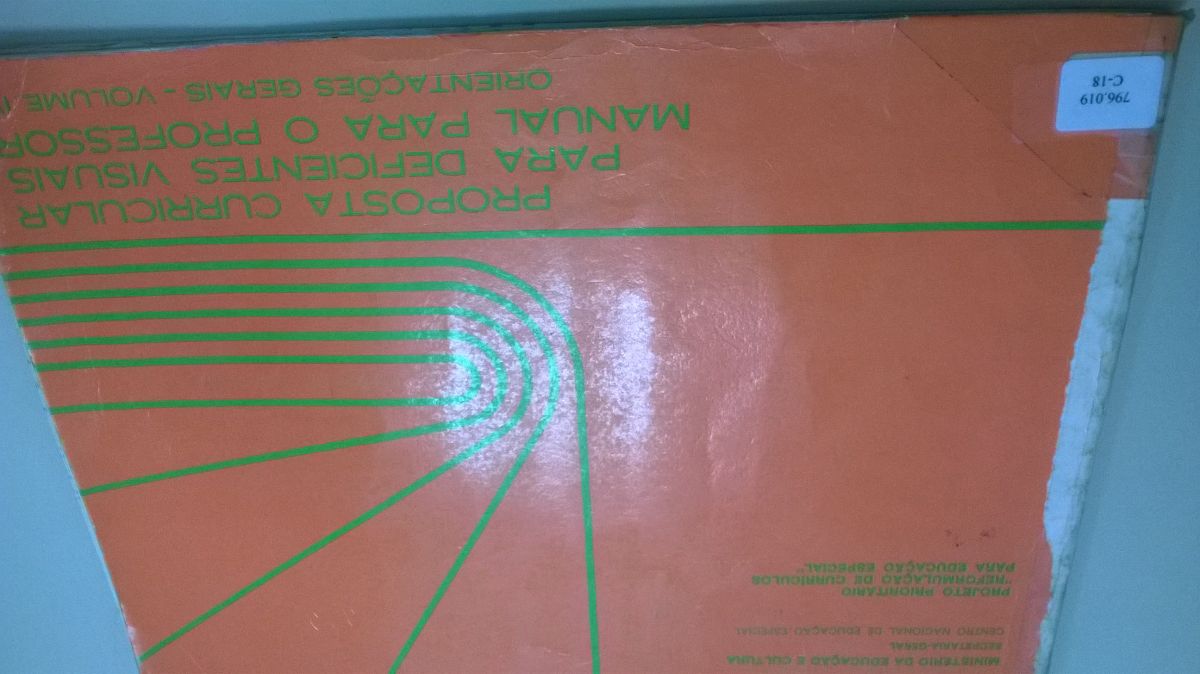 MINISTÉRIO DA EDUCAÇÃO E CULTURA
SECRETARIA-GERAL
CENTRO NACIONAL DE EDUCAÇÃO ESPECIAL
PROJETO PRIORITÁRIO
"REFORMULAÇÃO DE CURRÍCULOS
PARA EDUCAÇÃO ESPECIAL"
PROPOSTA CURRICULAR
PARA DEFICIENTES VISUAIS
MANUAL PARA O PROFESSOR
ORIENTAÇÕES GERAIS - VOLUME
796.019
C-18